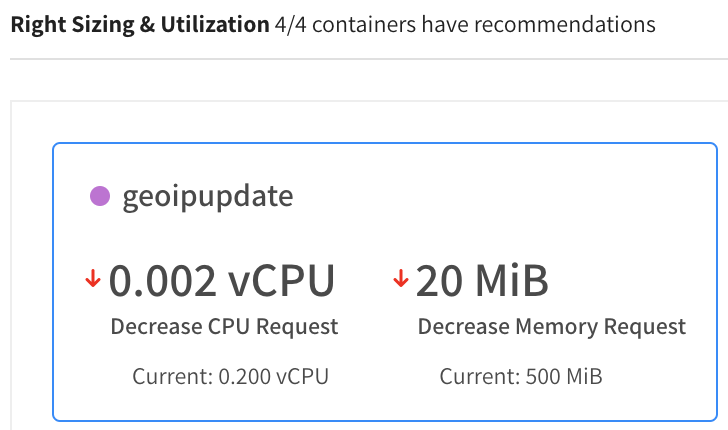 Right Sizing & Utilization 4/4 containers have recommendations
geoipupdate
0.002 vCPU
20 MiB
Decrease CPU Request
Decrease Memory Request
Current: 0.200 vCPU
Current: 500 MiB